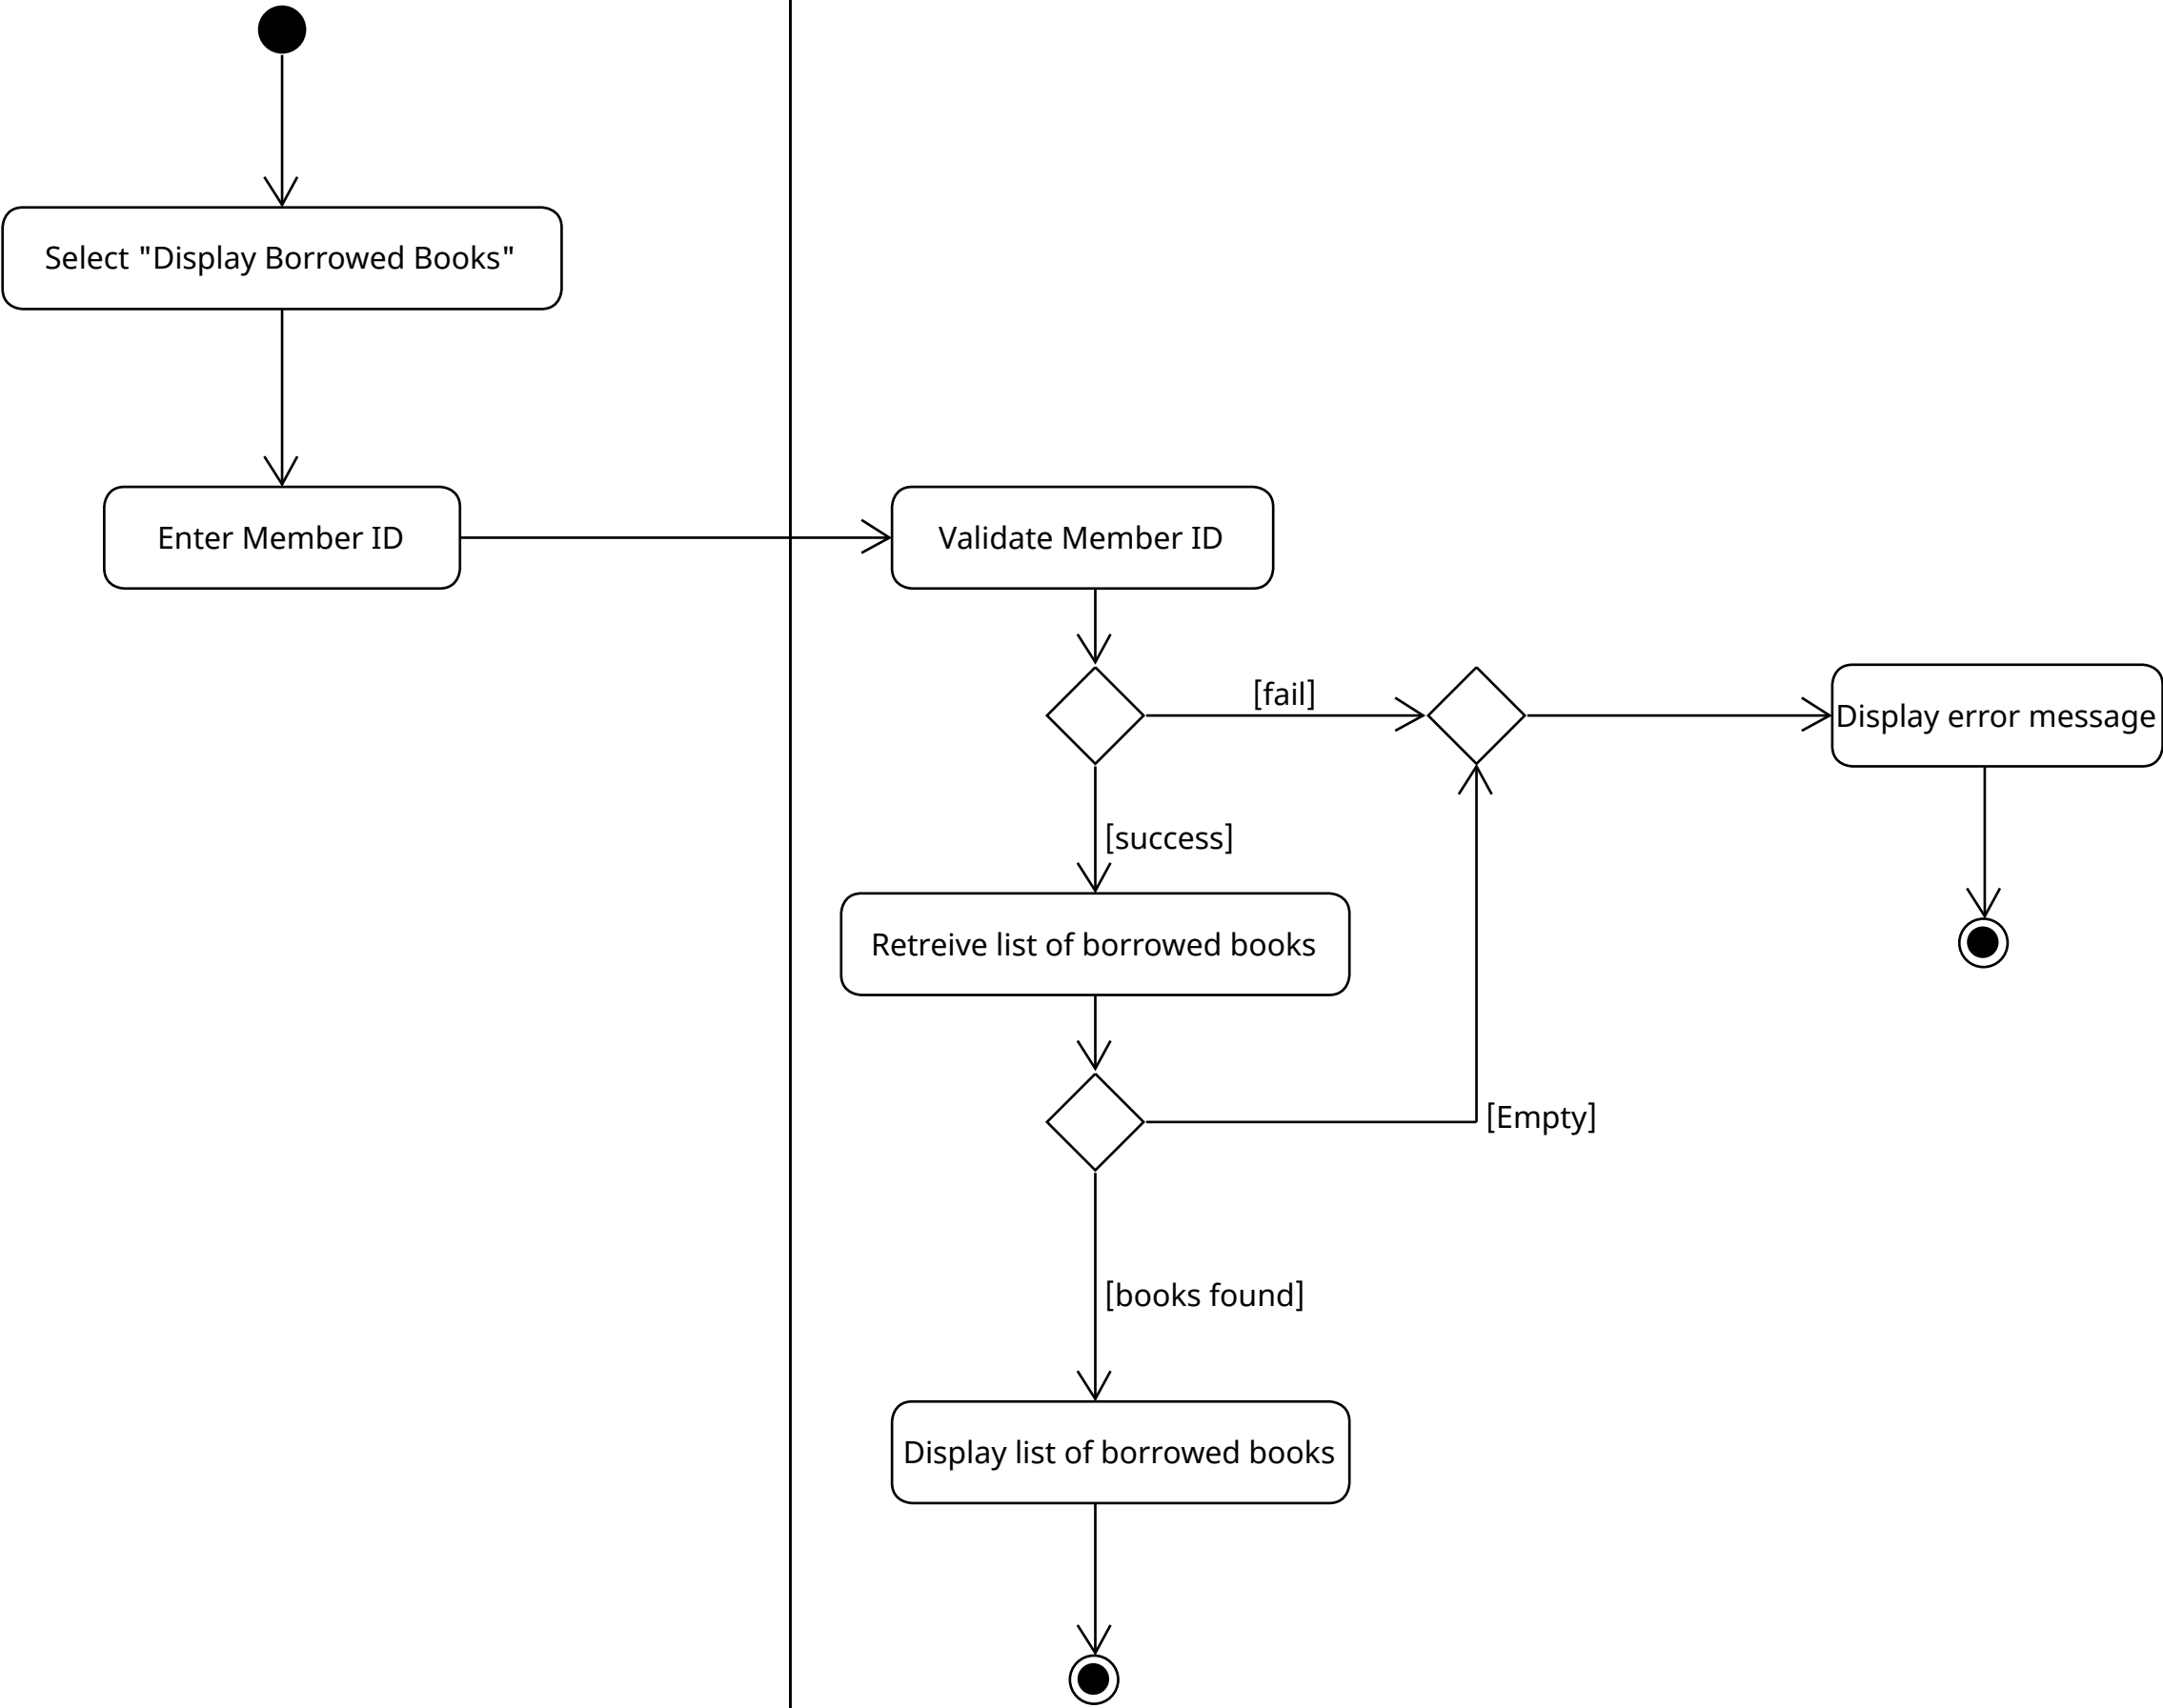 Select "Display Borrowed Books"
Enter Member ID
Validate Member ID
[fail]
Display error message
[success]
Retreive list of borrowed books
[Empty]
[books found]
Display list of borrowed books